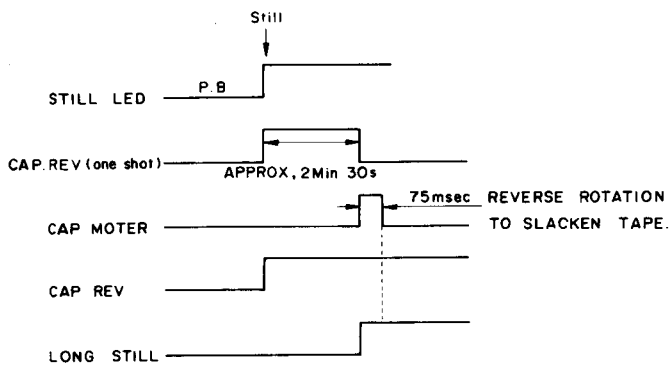 Still
P.B
STILL LED
CAP.REV (one shot)
APPROX, 2Min 30s
75msec REVERSE ROTATION
CAP MOTER TO SLACKEN TAPE.
CAP REV
LONG STILL